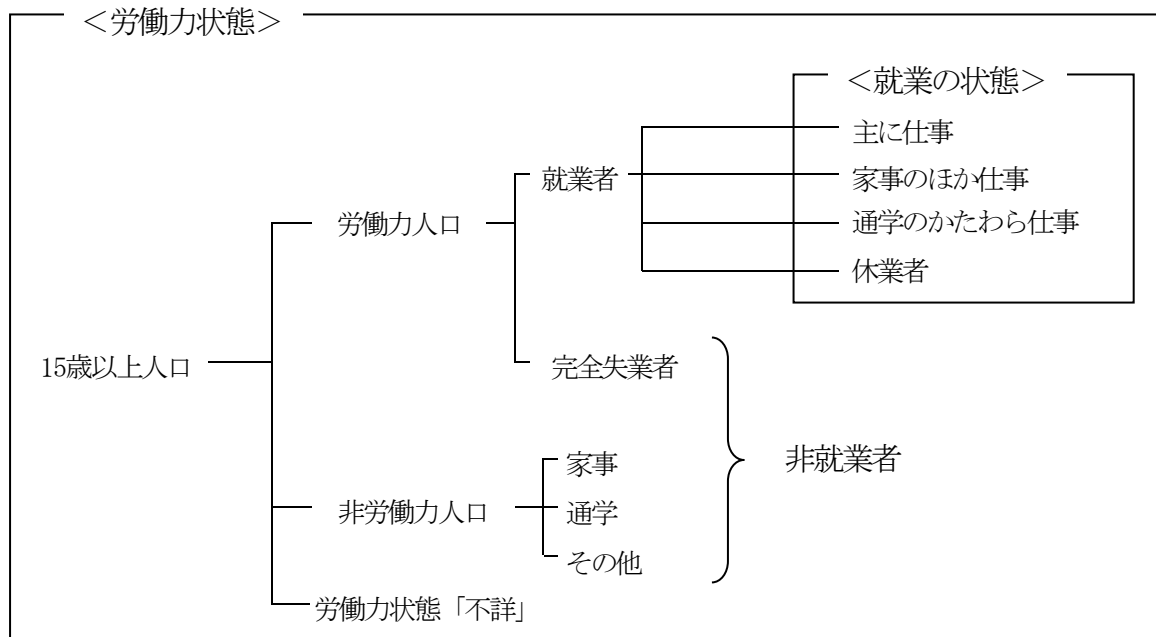 ＜労働力状態＞
＜就業の状態＞
主に仕事
就業者
家事のほか仕事
労働力人口
通学のかたわら仕事
休業者
15歳以上人口
完全失業者
家事
非就業者
非労働力人口
通学
その他
労働力状態「不詳」